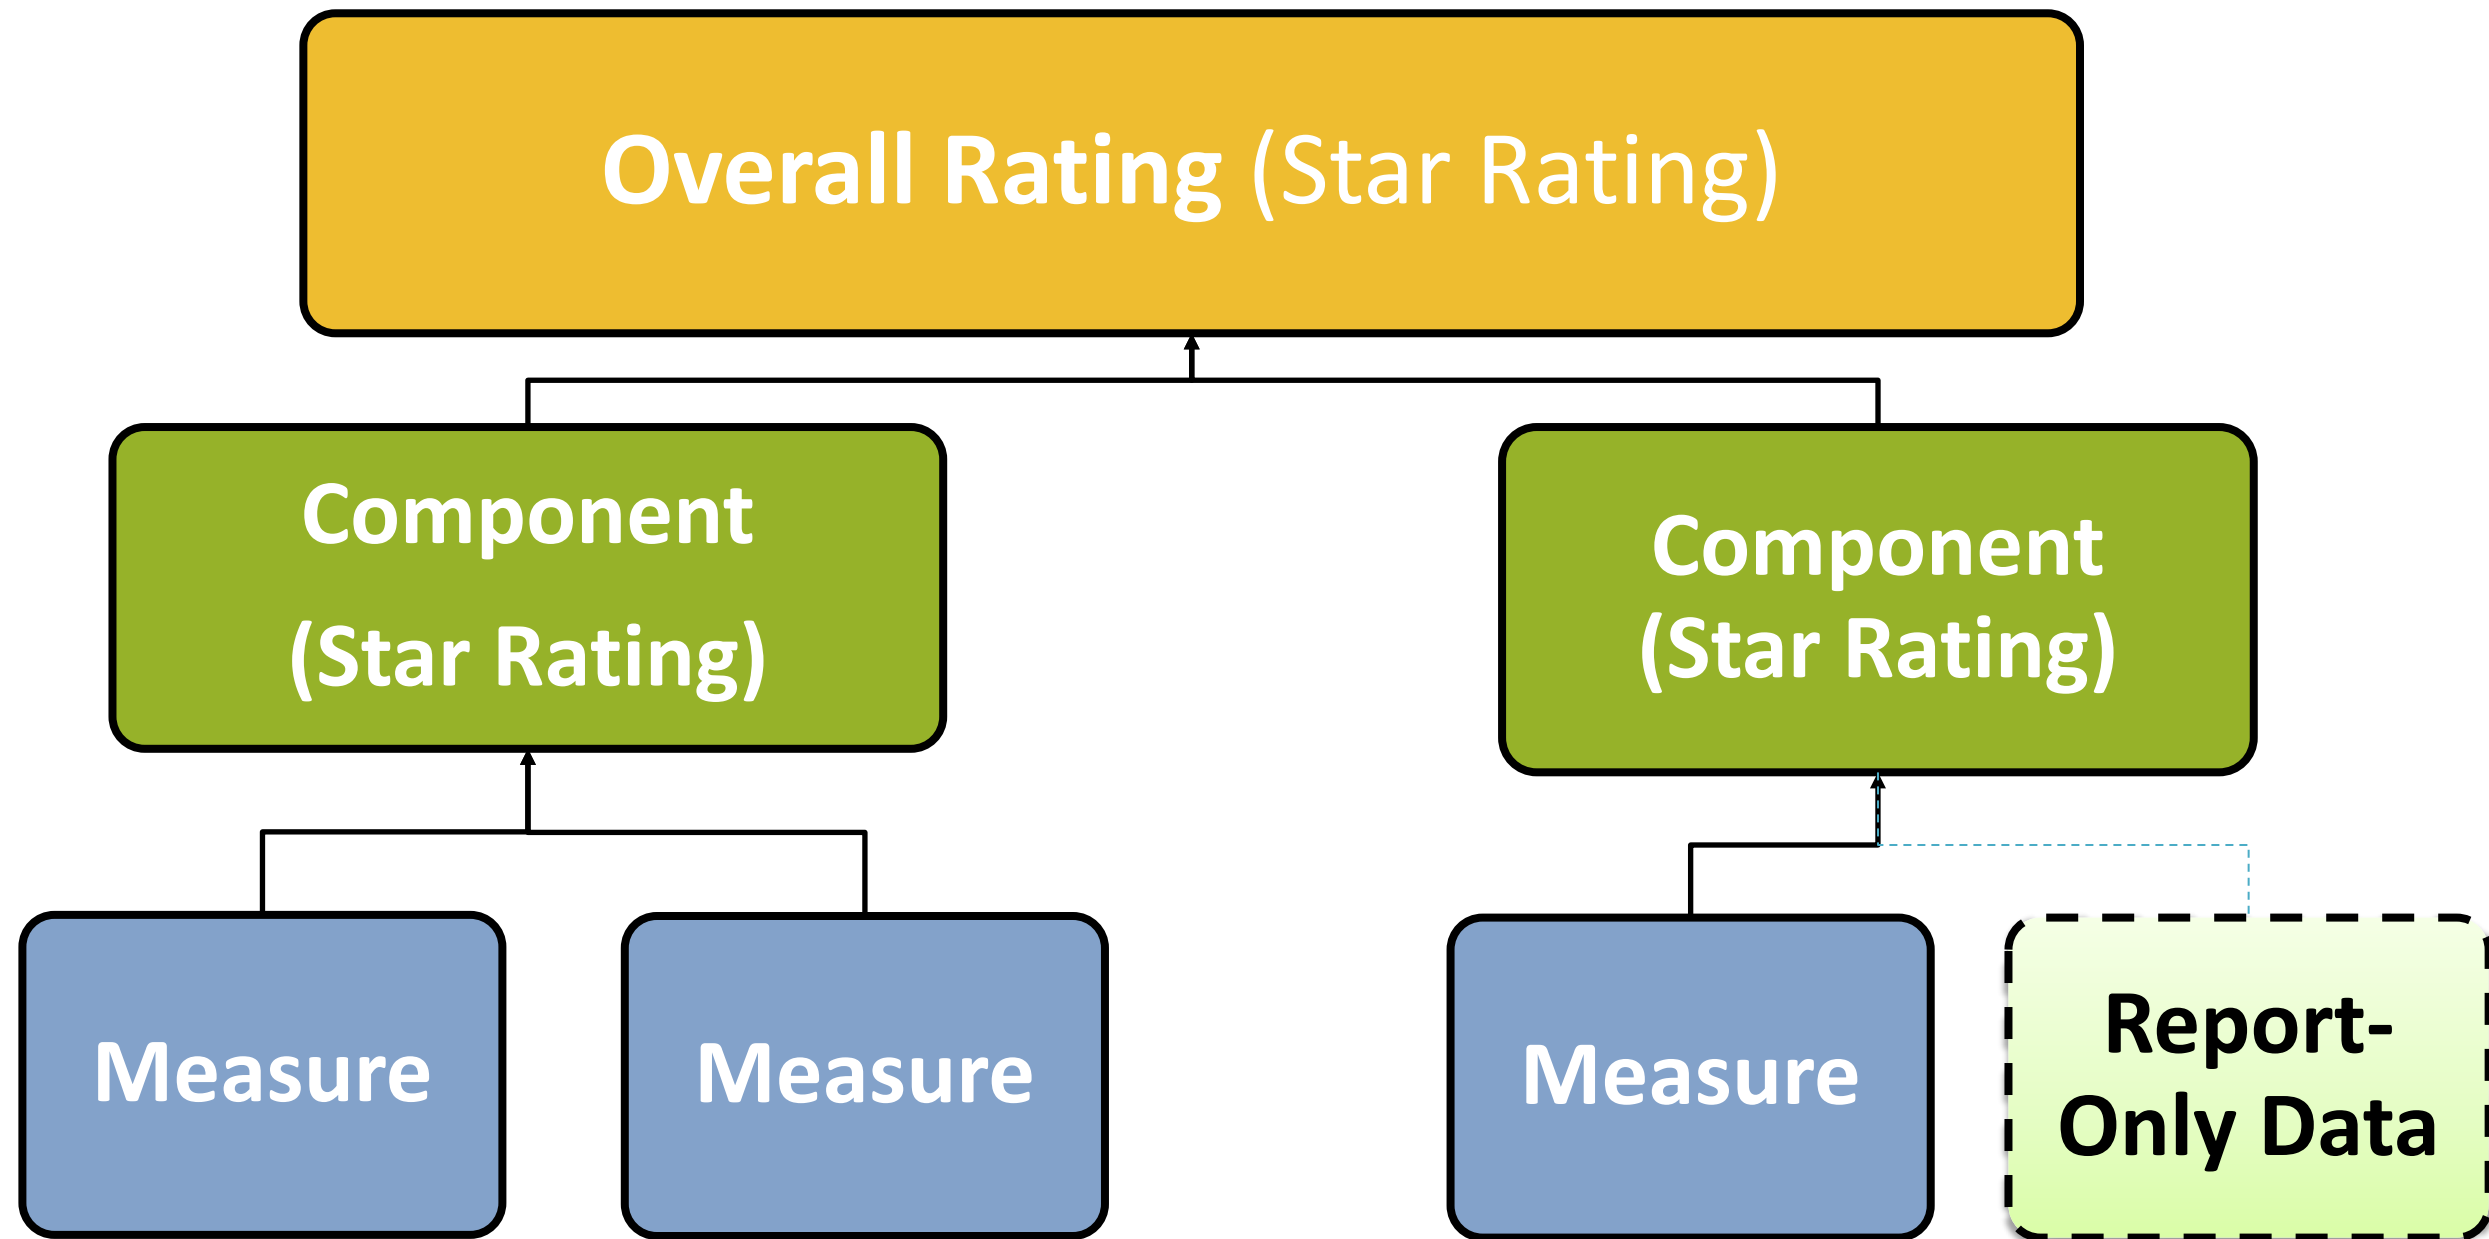 Overall Rating (Star Rating)
Component
(Star Rating)
Component
(Star Rating)
Measure
Measure
Measure
Report-
Only Data